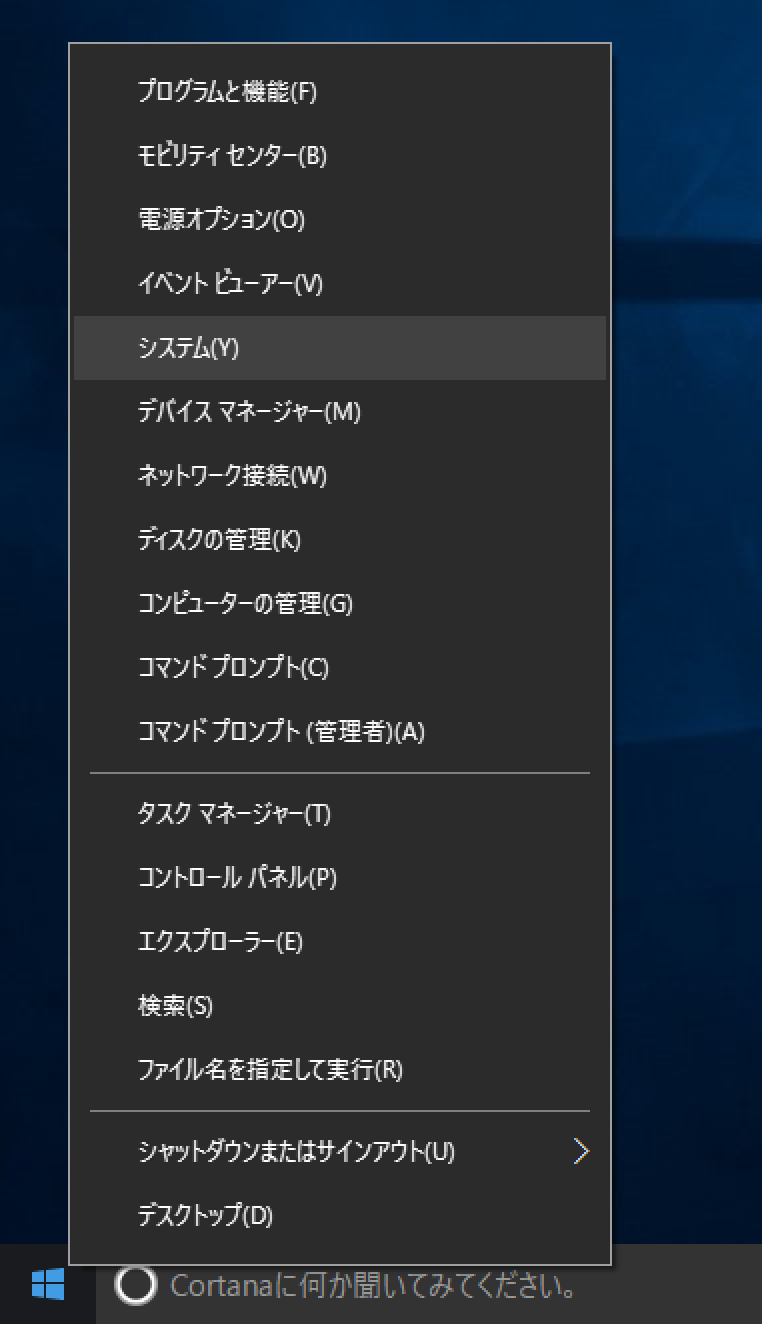 プログラムと機能(F)
モビリティ センター(B)
電源オプション(O)
イベント ビューアー(V)
システム(Y)
デバイス マネージャー(M)
ネットワーク接続(W)
ディスクの管理(K)
コンピューターの管理(G)
コマンド プロンプト(C)
コマンド プロンプト (管理者)(A)
タスク マネージャー(T)
コントロール パネル(P)
エクスプローラー(E)
検索(S)
ファイル名を指定して実行(R)
シャットダウンまたはサインアウト(U)
デスクトップ(D)
Cortanaに何か聞いてみてください。